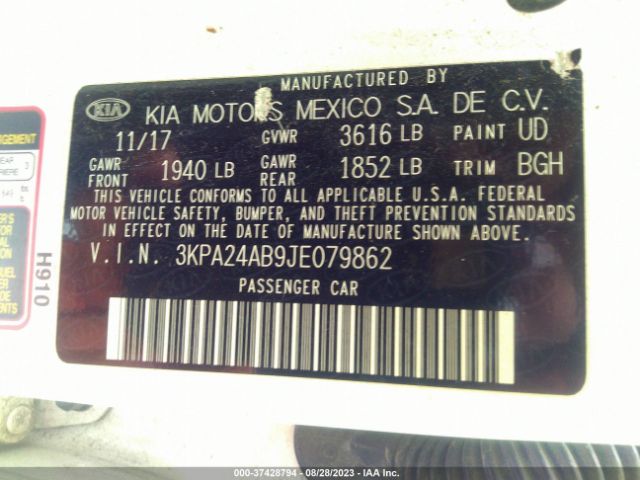 MANUFACTURED BY
KIA KIA MOTORS MEXICO S.A. DE C.V.
11/17 GVWR 3616 LB PAINT UD
GAWR FRONT 1940 LB GAWR REAR 1852 LB TRIM BGH
THIS VEHICLE CONFORMS TO ALL APPLICABLE U.S.A. FEDERAL
MOTOR VEHICLE SAFETY, BUMPER, AND THEFT PREVENTION STANDARDS
IN EFFECT ON THE DATE OF MANUFACTURE SHOWN ABOVE.
V.I.N. 3KPA24AB9JE079862
PASSENGER CAR
H910
000-37428794 - 08/28/2023 - IAA Inc.